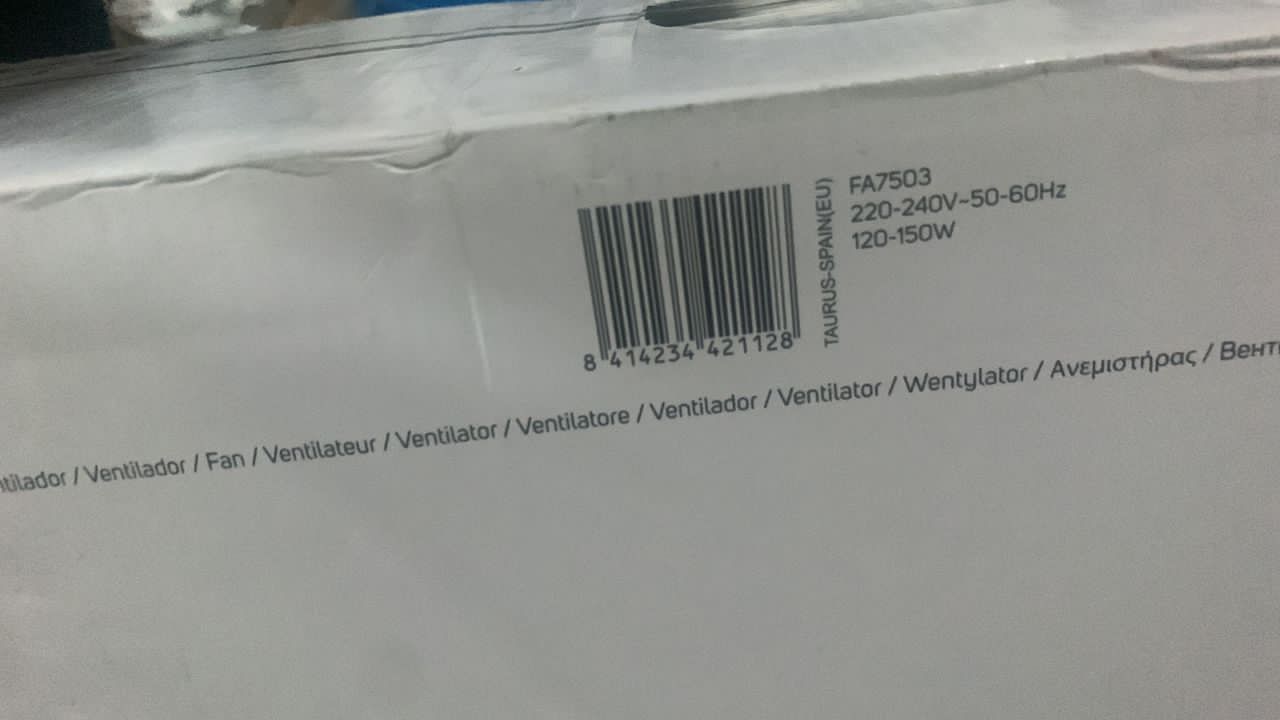 FA7503
220-240V~50-60Hz
120-150W
TAURUS-SPAIN(EU)
8 414234 421128
/ Ventilador / Fan / Ventilateur / Ventilator / Ventilatore / Ventilador / Ventilator / Wentylator / Ανεμιστήρας /